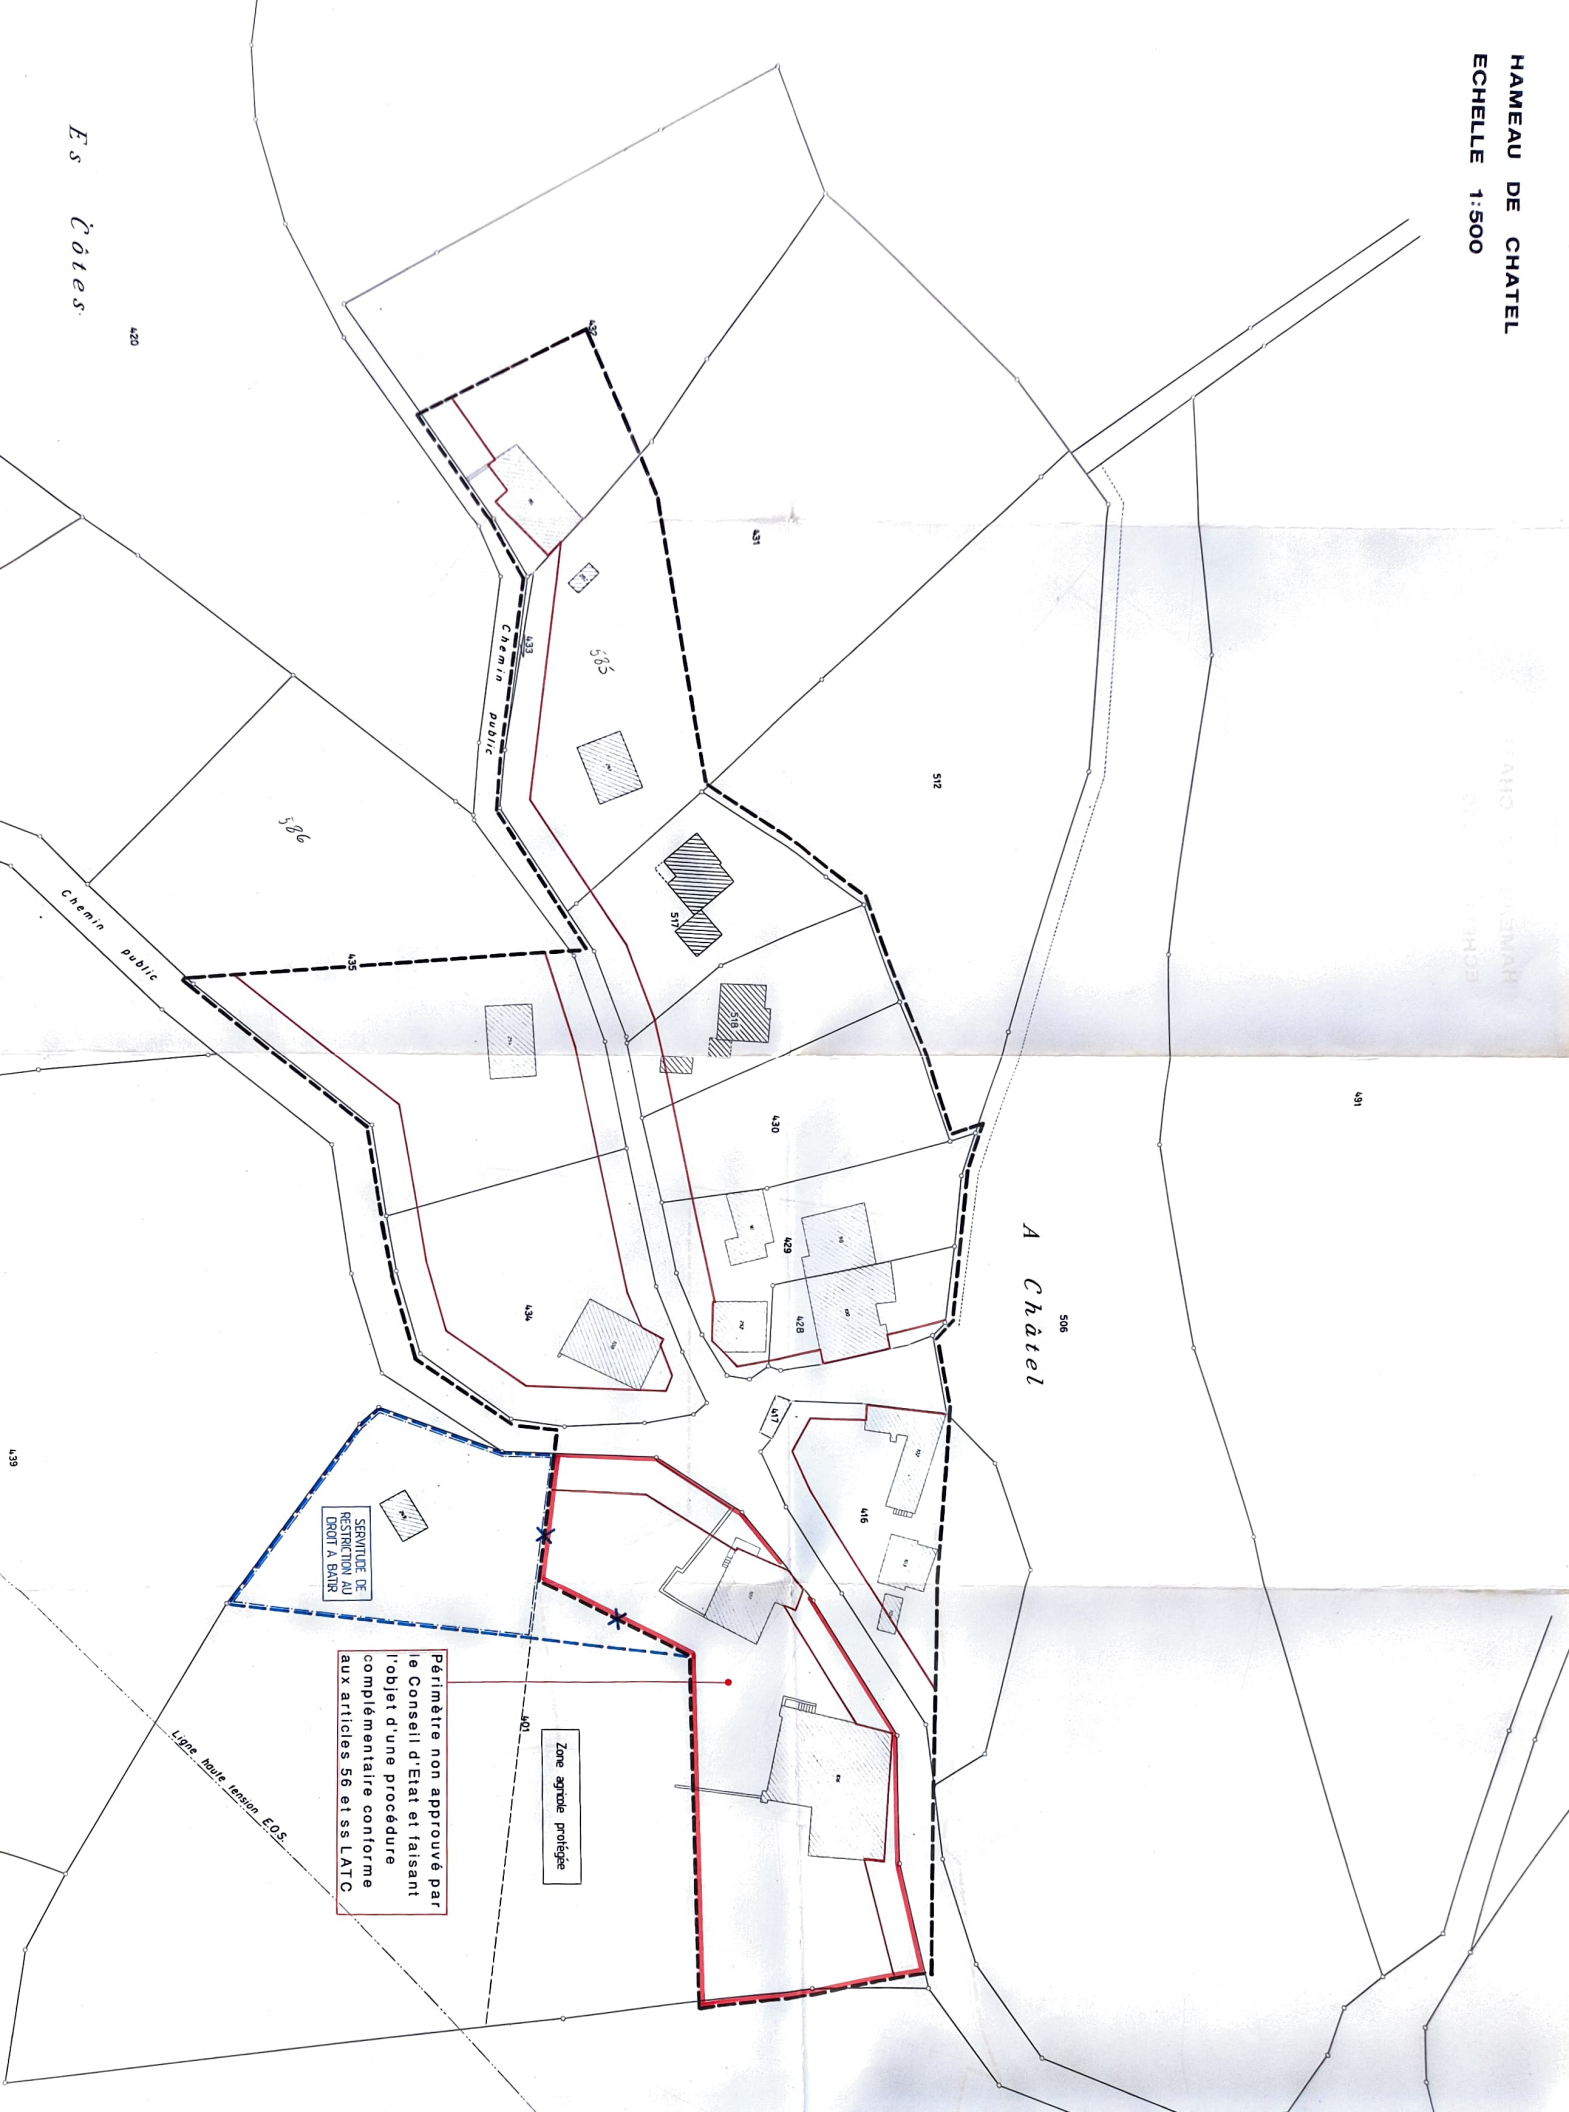 HAMEAU DE CHATEL
ECHELLE 1:500
491
506
A Châtel
512
431
432
430
429
428
518
517
417
416
585
433
Chemin public
434
435
586
Chemin public
420
Es Côtes
439
401
Zone agricole protégée
Périmètre non approuvé par
le Conseil d'Etat et faisant
l'objet d'une procédure
complémentaire conforme
aux articles 56 et ss LATC
SERVITUDE DE
RESTRICTION AU
DROIT A BATIR
Ligne haute tension E.O.S.